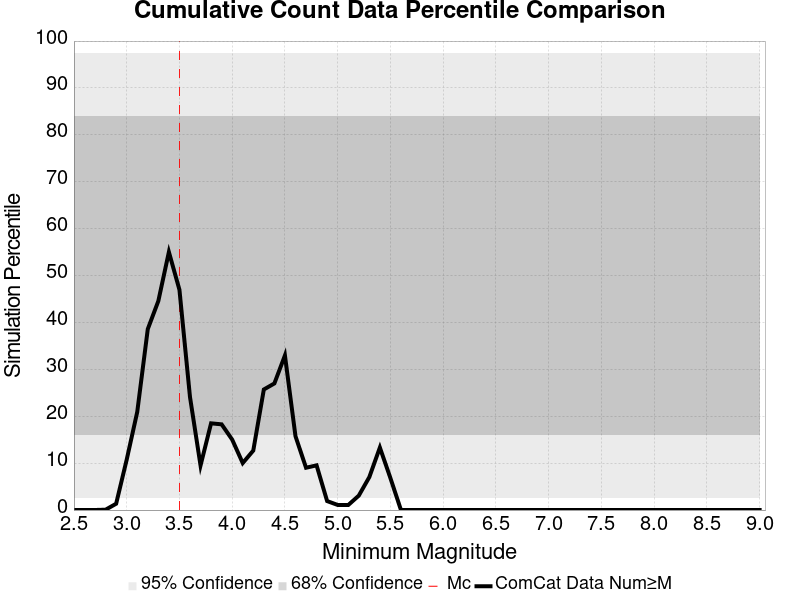 Cumulative Count Data Percentile Comparison
Simulation Percentile
100
90
80
70
60
50
40
30
20
10
0
2.5 3.0 3.5 4.0 4.5 5.0 5.5 6.0 6.5 7.0 7.5 8.0 8.5 9.0
Minimum Magnitude
95% Confidence 68% Confidence Mc ComCat Data Num≥M